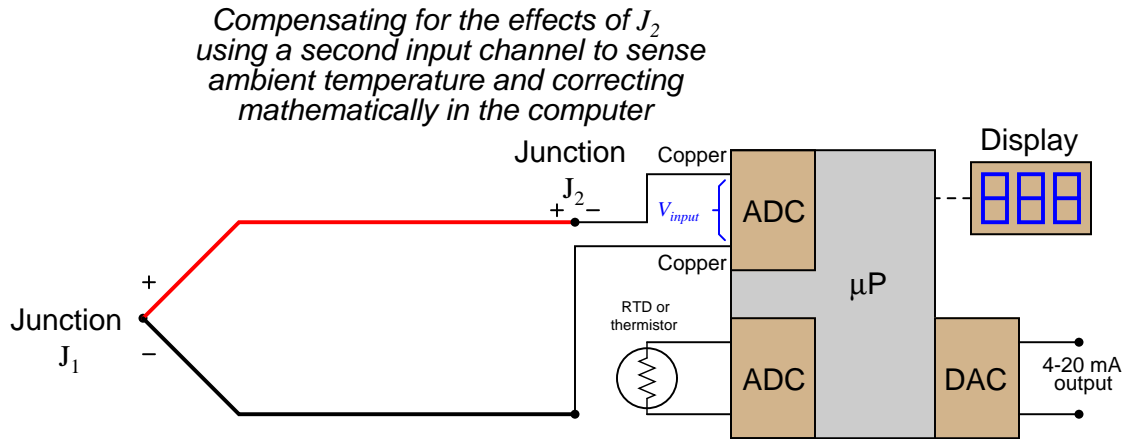 Compensating for the effects of J2
using a second input channel to sense
ambient temperature and correcting
mathematically in the computer
Junction
J2
+ −
Copper
Vinput
Copper
ADC
μP
Display
888
+
Junction
J1
−
RTD or
thermistor
ADC
DAC
4-20 mA
output